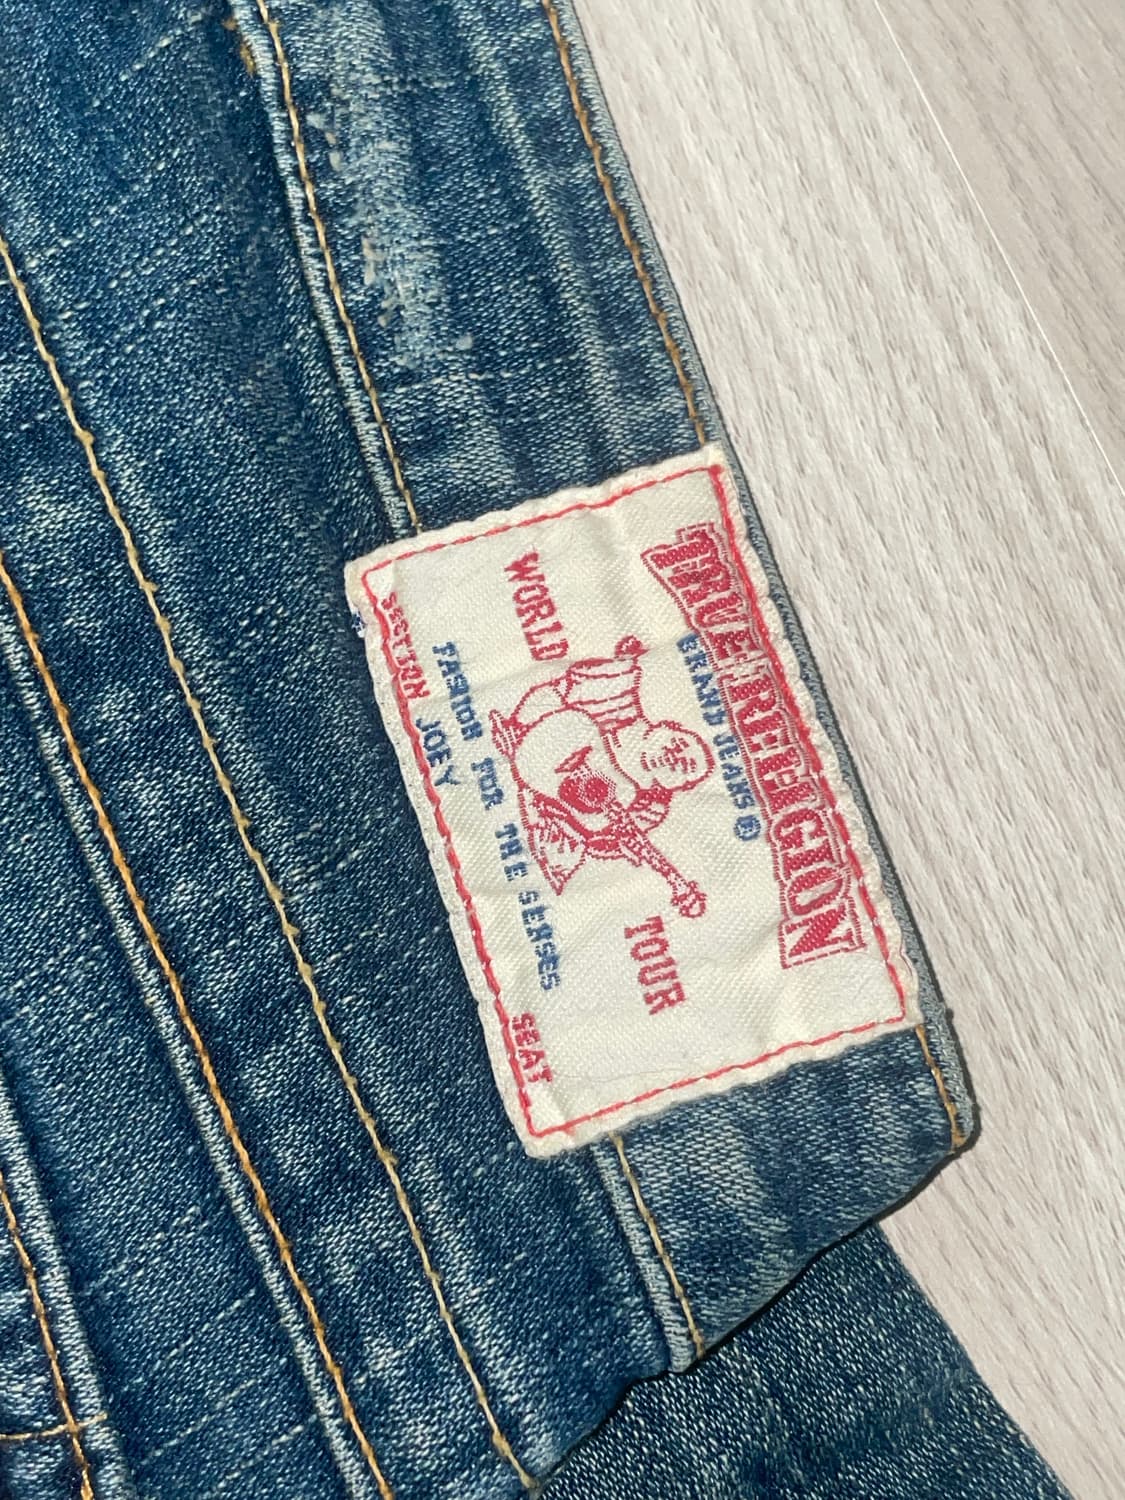 TRUE RELIGION
BRAND JEANS ®
WORLD TOUR
FASHION FOR THE SENSES
SECTION JOEY SEAT